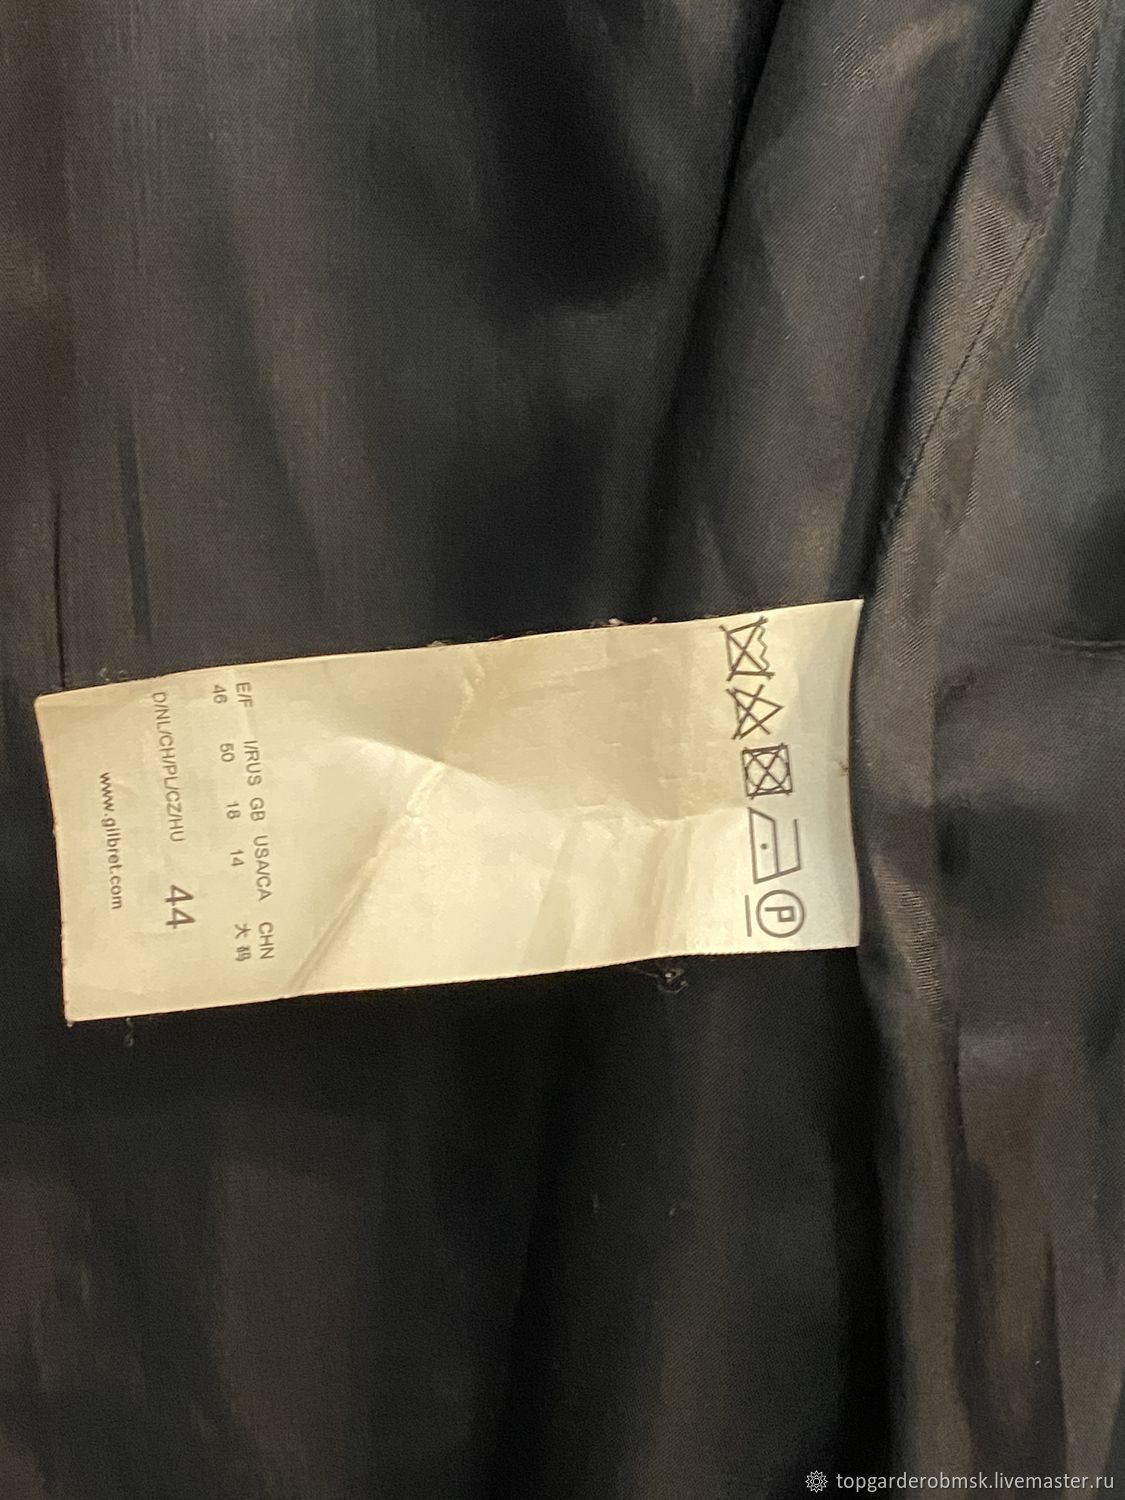 E/F I/RUS GB USA/CA CHN
46 50 18 14 大码
D/NL/CH/PL/CZ/HU 44
www.gilbret.com
P
topgarderobmsk.livemaster.ru